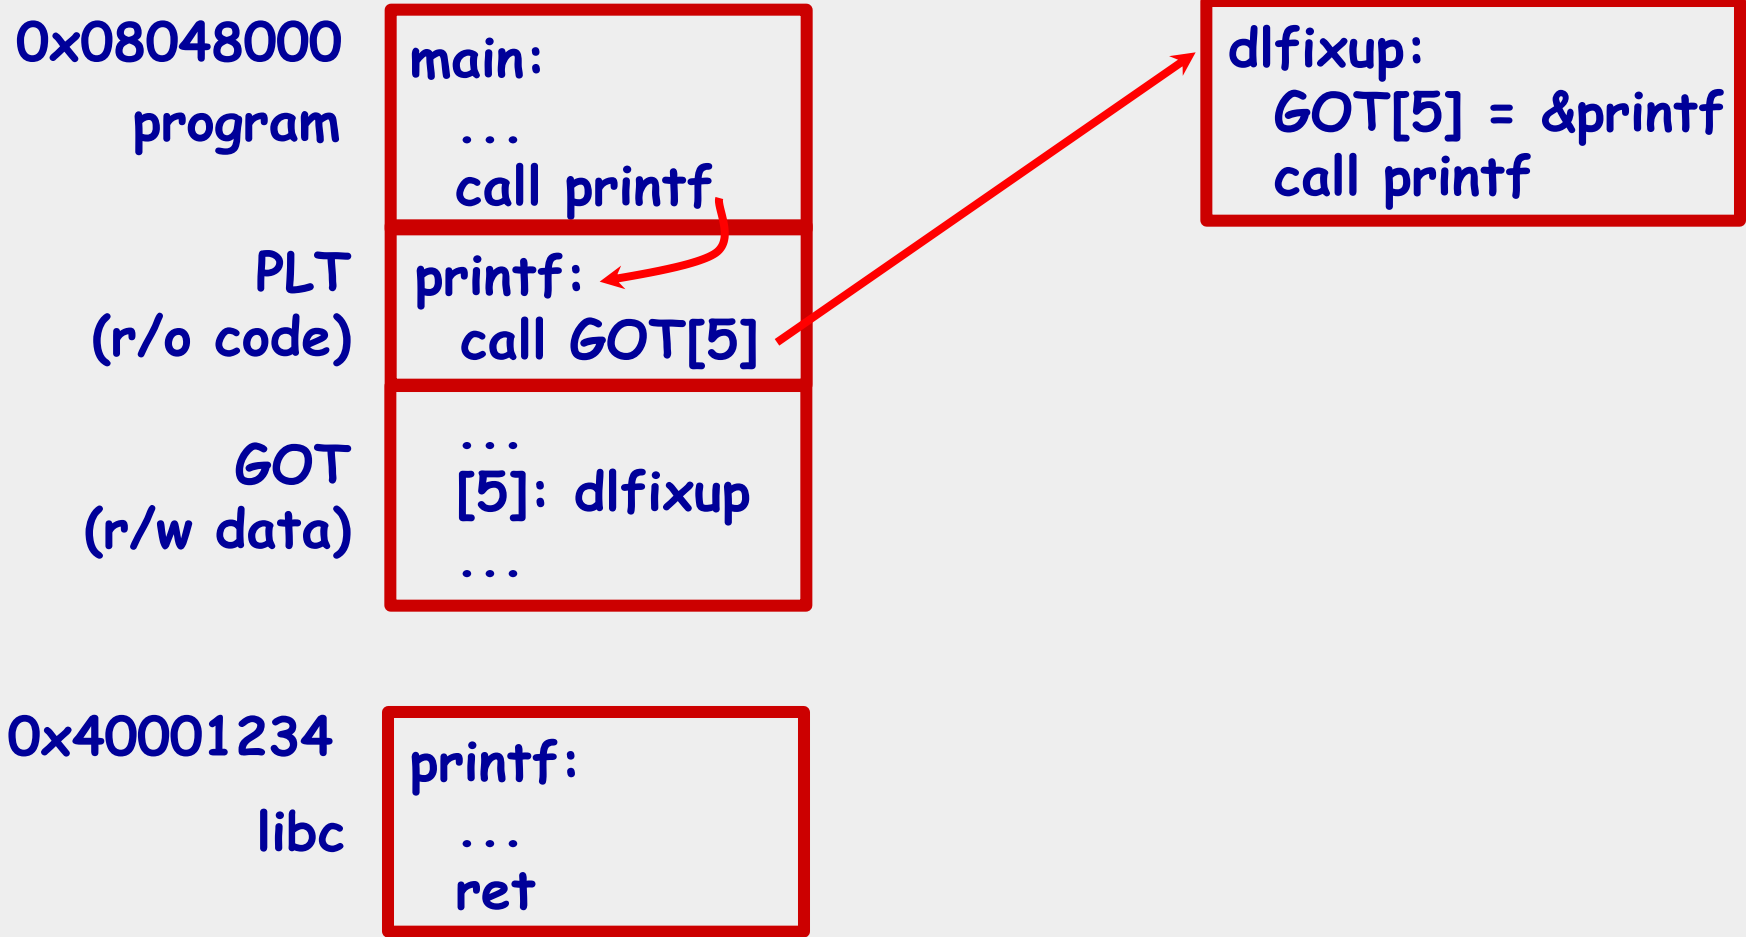 0x08048000
program
main:
...
call printf
PLT
(r/o code)
printf:
call GOT[5]
GOT
(r/w data)
...
[5]: dlfixup
...
0x40001234
libc
printf:
...
ret
dlfixup:
GOT[5] = &printf
call printf